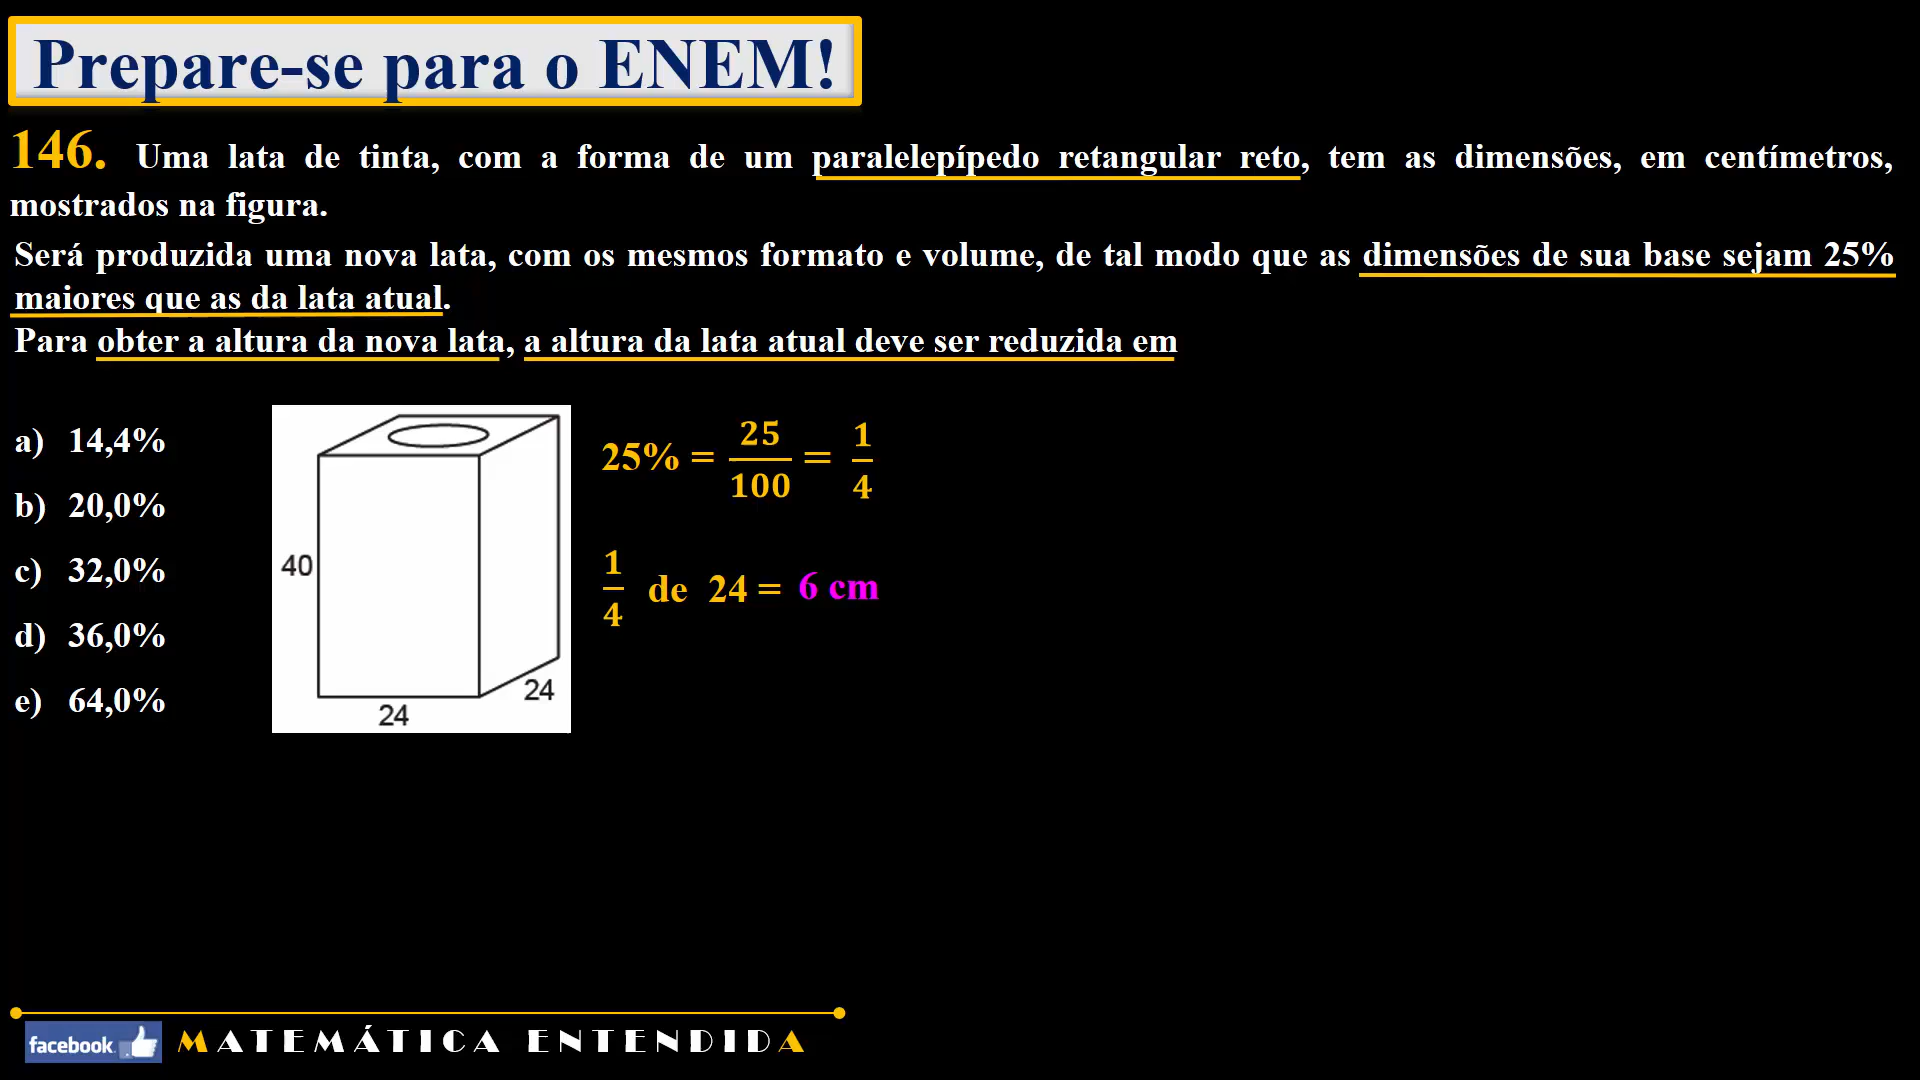 Prepare-se para o ENEM!
146. Uma lata de tinta, com a forma de um paralelepípedo retangular reto, tem as dimensões, em centímetros,
mostrados na figura.
Será produzida uma nova lata, com os mesmos formato e volume, de tal modo que as dimensões de sua base sejam 25%
maiores que as da lata atual.
Para obter a altura da nova lata, a altura da lata atual deve ser reduzida em
a) 14,4%
b) 20,0%
c) 32,0%
d) 36,0%
e) 64,0%
40
24
24
25% = 25/100 = 1/4
1/4 de 24 = 6 cm
facebook
MATEMÁTICA ENTENDIDA